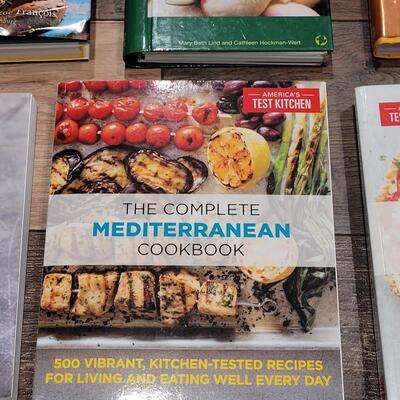 François
Mary Beth Lind and Cathleen Hockman-Wert
AMERICA'S
TEST KITCHEN
THE COMPLETE
MEDITERRANEAN
COOKBOOK
500 VIBRANT, KITCHEN-TESTED RECIPES
FOR LIVING AND EATING WELL EVERY DAY